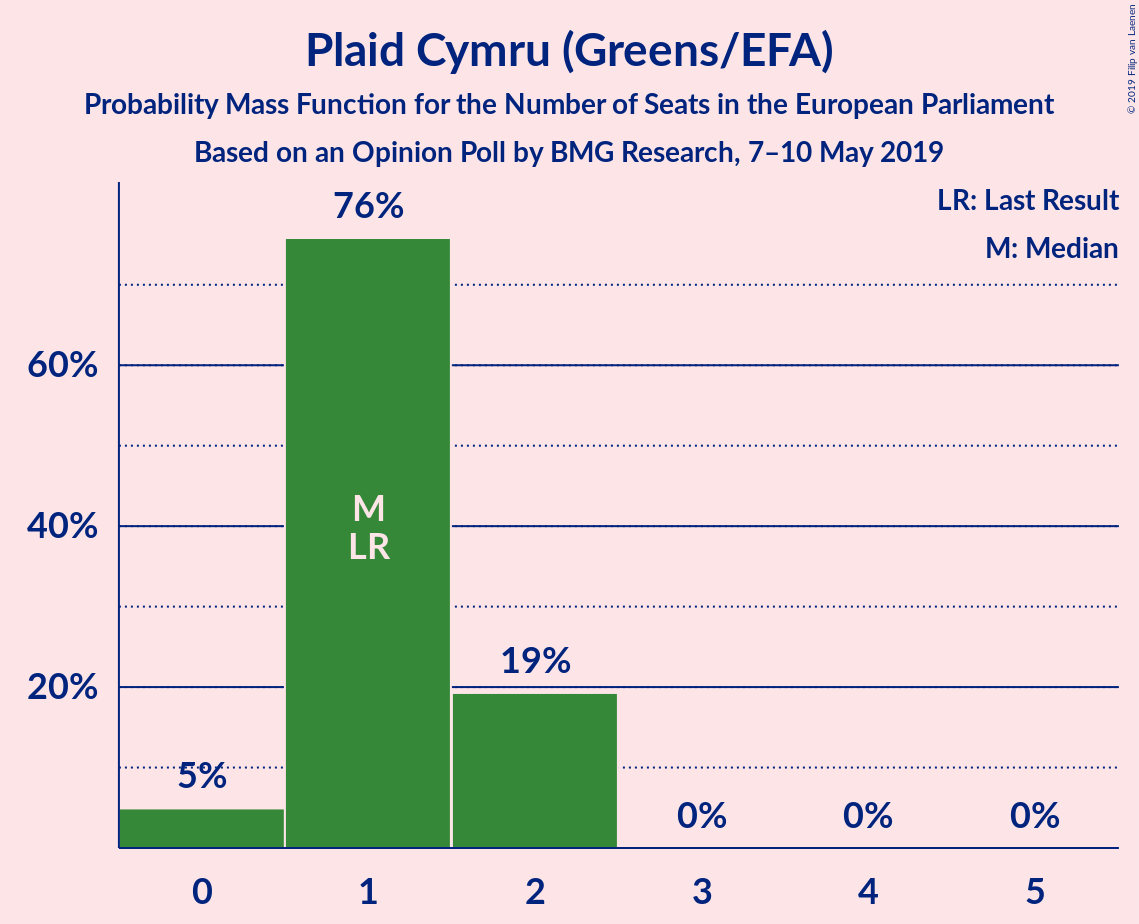 Plaid Cymru (Greens/EFA)
Probability Mass Function for the Number of Seats in the European Parliament
Based on an Opinion Poll by BMG Research, 7–10 May 2019
© 2019 Filip van Laenen
LR: Last Result
M: Median
76%
60%
M
40%
LR
19%
20%
5%
0%
0%
0%
0
1
2
3
4
5